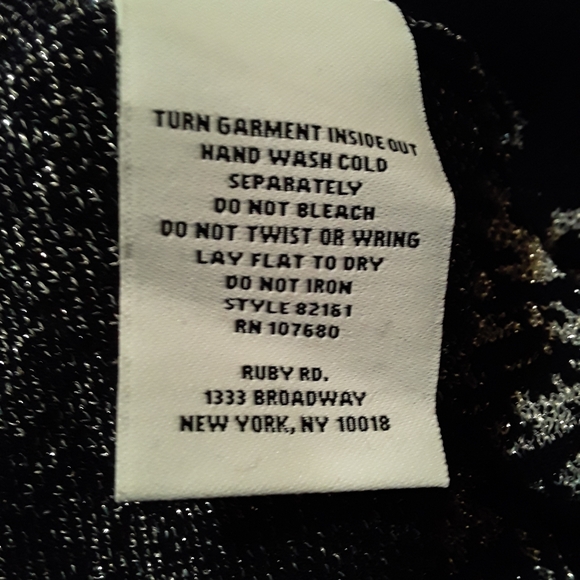 TURN GARMENT INSIDE OUT
HAND WASH COLD
SEPARATELY
DO NOT BLEACH
DO NOT TWIST OR WRING
LAY FLAT TO DRY
DO NOT IRON
STYLE 82161
RN 107680
RUBY RD.
1333 BROADWAY
NEW YORK, NY 10018